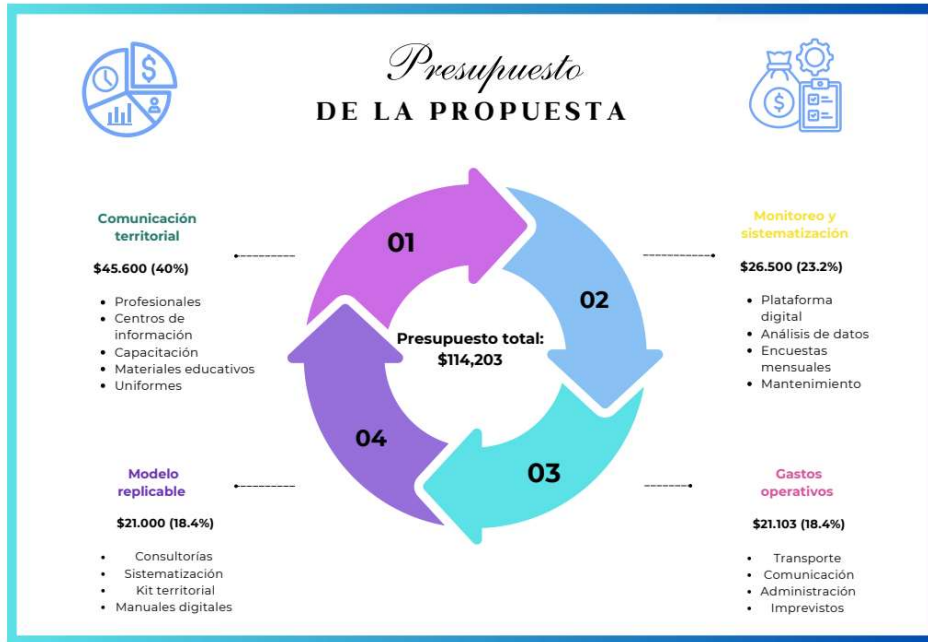 Presupuesto
DE LA PROPUESTA
$
$
01
02
03
04
Presupuesto total:
$114,203
Comunicación
territorial
$45.600 (40%)
• Profesionales
• Centros de
información
• Capacitación
• Materiales educativos
• Uniformes
Monitoreo y
sistematización
$26.500 (23.2%)
• Plataforma
digital
• Análisis de datos
• Encuestas
mensuales
• Mantenimiento
Modelo
replicable
$21.000 (18.4%)
• Consultorías
• Sistematización
• Kit territorial
• Manuales digitales
Gastos
operativos
$21.103 (18.4%)
• Transporte
• Comunicación
• Administración
• Imprevistos